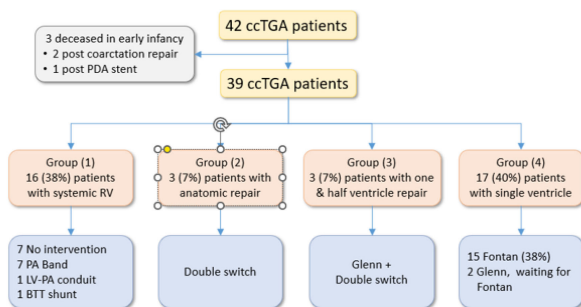 42 ccTGA patients
3 deceased in early infancy
• 2 post coarctation repair
• 1 post PDA stent
39 ccTGA patients
Group (1)
16 (38%) patients
with systemic RV
Group (2)
3 (7%) patients with
anatomic repair
Group (3)
3 (7%) patients with one
& half ventricle repair
Group (4)
17 (40%) patients
with single ventricle
7 No intervention
7 PA Band
1 LV-PA conduit
1 BTT shunt
Double switch
Glenn +
Double switch
15 Fontan (38%)
2 Glenn, waiting for
Fontan